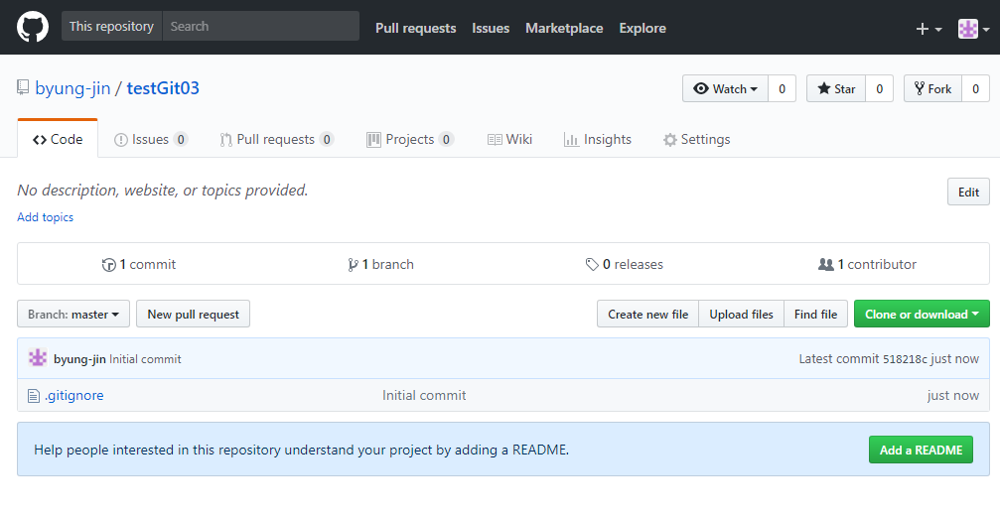 This repository Search Pull requests Issues Marketplace Explore
byung-jin / testGit03 Watch 0 Star 0 Fork 0
Code Issues 0 Pull requests 0 Projects 0 Wiki Insights Settings
No description, website, or topics provided. Edit
Add topics
1 commit 1 branch 0 releases 1 contributor
Branch: master New pull request Create new file Upload files Find file Clone or download
byung-jin Initial commit Latest commit 518218c just now
.gitignore Initial commit just now
Help people interested in this repository understand your project by adding a README. Add a README